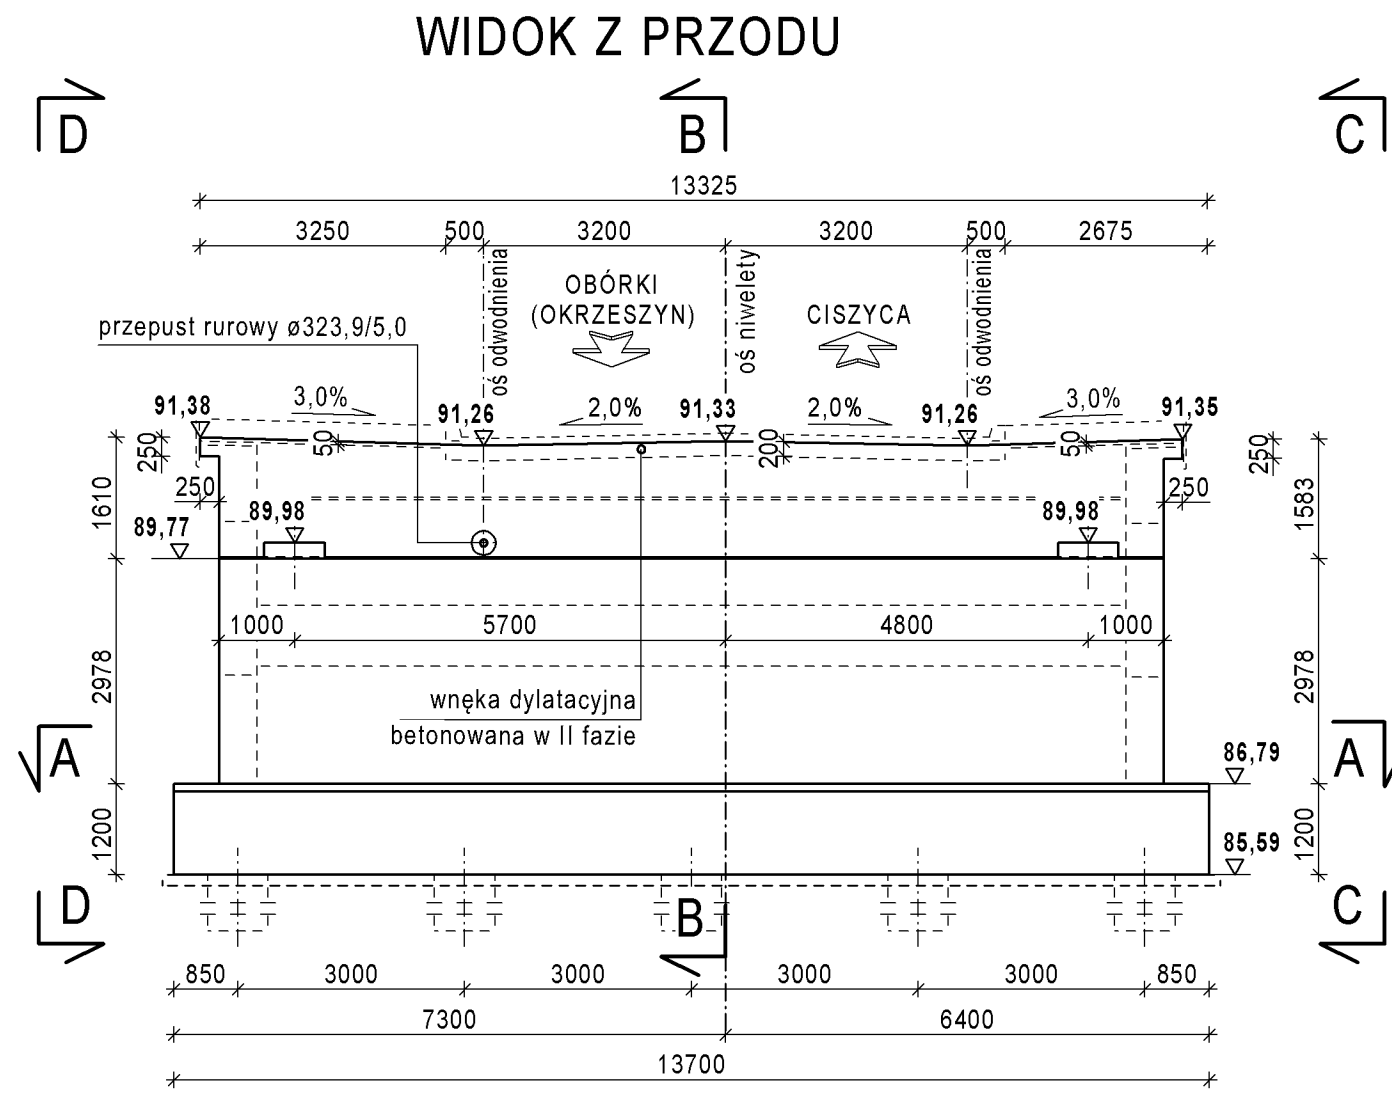 WIDOK Z PRZODU
D
B
C
13325
3250
500
3200
3200
500
2675
oś odwodnienia
OBÓRKI
(OKRZESZYN)
oś niwelety
CISZYCA
oś odwodnienia
przepust rurowy ø323,9/5,0
91,38
3,0%
91,26
2,0%
91,33
2,0%
91,26
3,0%
91,35
250
50
200
50
250
250
250
1610
1583
89,77
89,98
89,98
1000
5700
4800
1000
2978
2978
wnęka dylatacyjna
betonowana w II fazie
A
A
86,79
1200
1200
85,59
D
B
C
850
3000
3000
3000
3000
850
7300
6400
13700